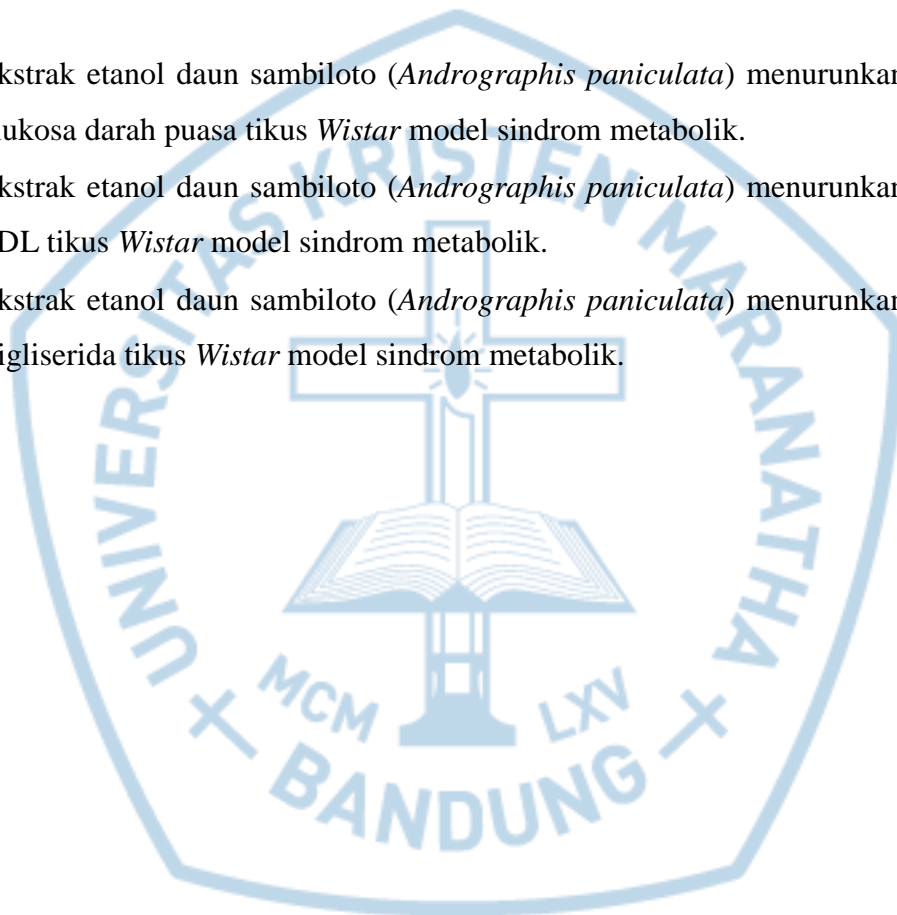 kstrak etanol daun sambiloto (Andrographis paniculata) menurunkan
lukosa darah puasa tikus Wistar model sindrom metabolik.
kstrak etanol daun sambiloto (Andrographis paniculata) menurunkan
DL tikus Wistar model sindrom metabolik.
kstrak etanol daun sambiloto (Andrographis paniculata) menurunkan
igliserida tikus Wistar model sindrom metabolik.
UNIVERSITAS KRISTEN MARANATHA
MCM LXV
BANDUNG